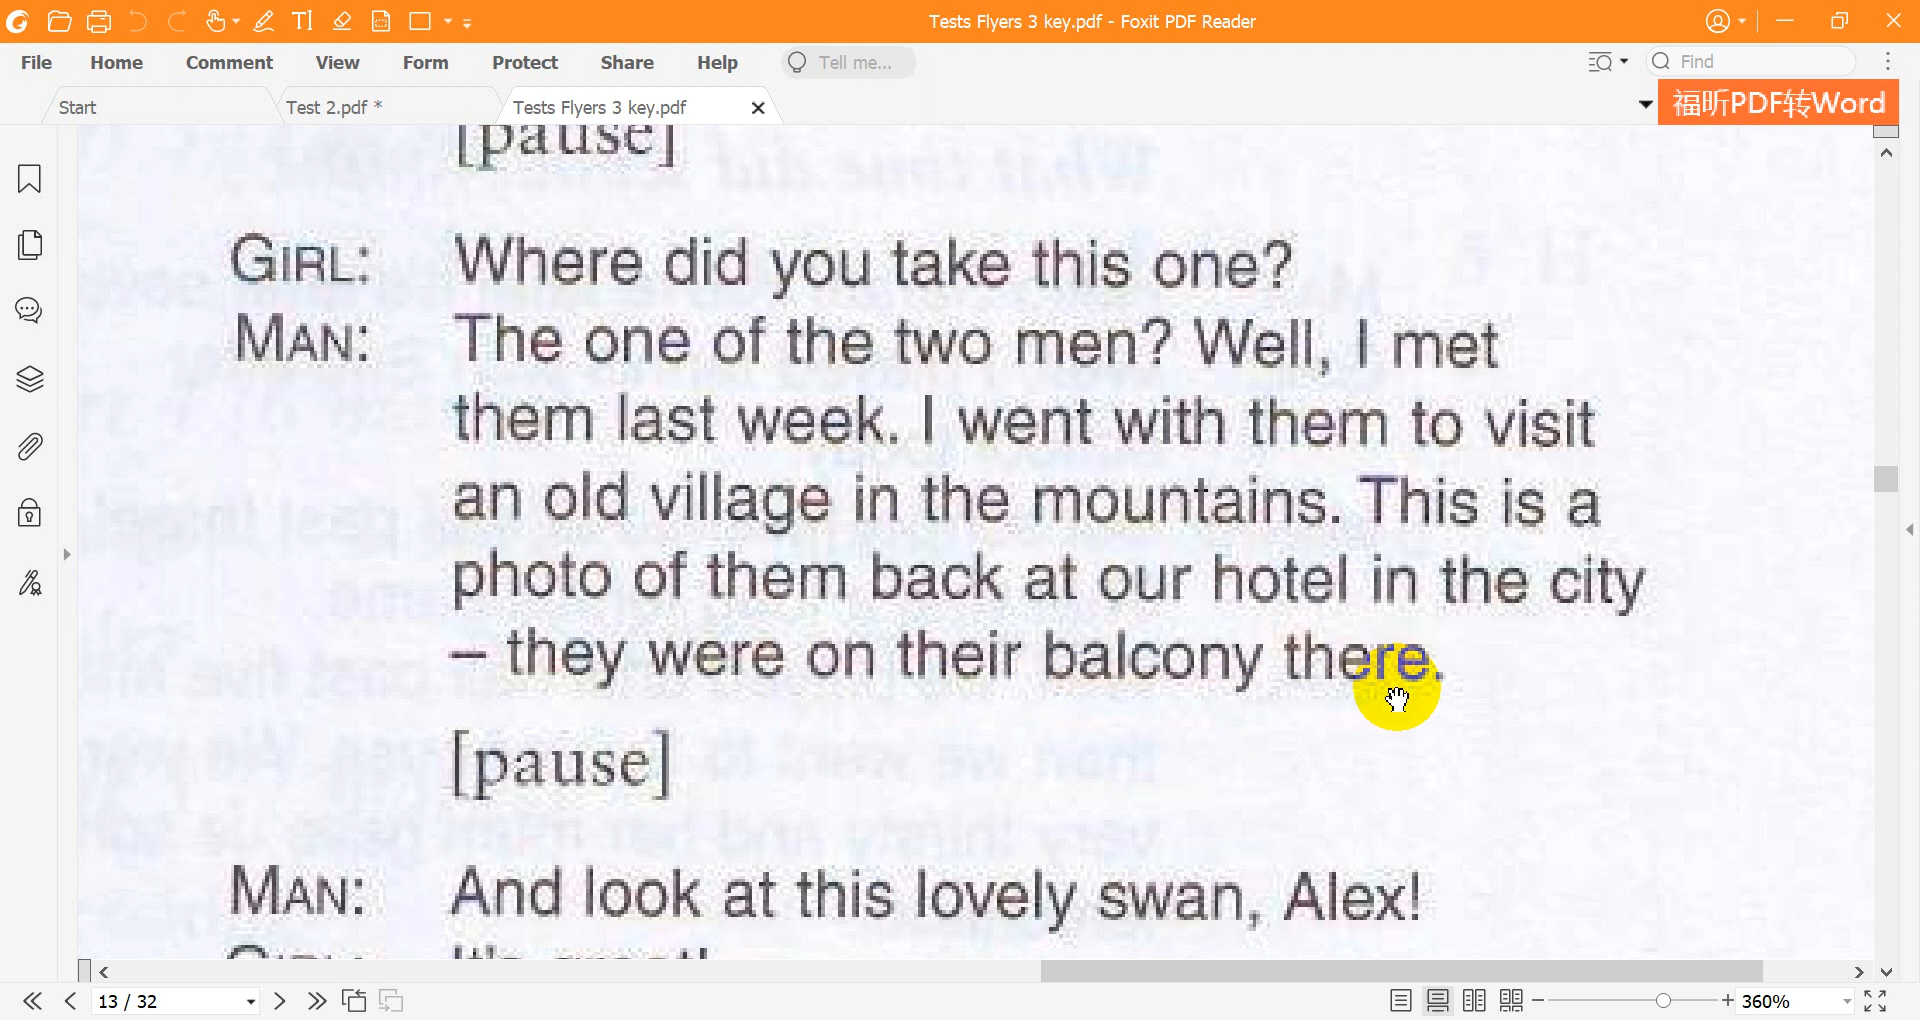 Tests Flyers 3 key.pdf - Foxit PDF Reader
File Home Comment View Form Protect Share Help Tell me... Find
Start Test 2.pdf * Tests Flyers 3 key.pdf 福昕PDF转Word
[pause]
GIRL: Where did you take this one?
MAN: The one of the two men? Well, I met
them last week. I went with them to visit
an old village in the mountains. This is a
photo of them back at our hotel in the city
– they were on their balcony there.
[pause]
MAN: And look at this lovely swan, Alex!
13 / 32 360%